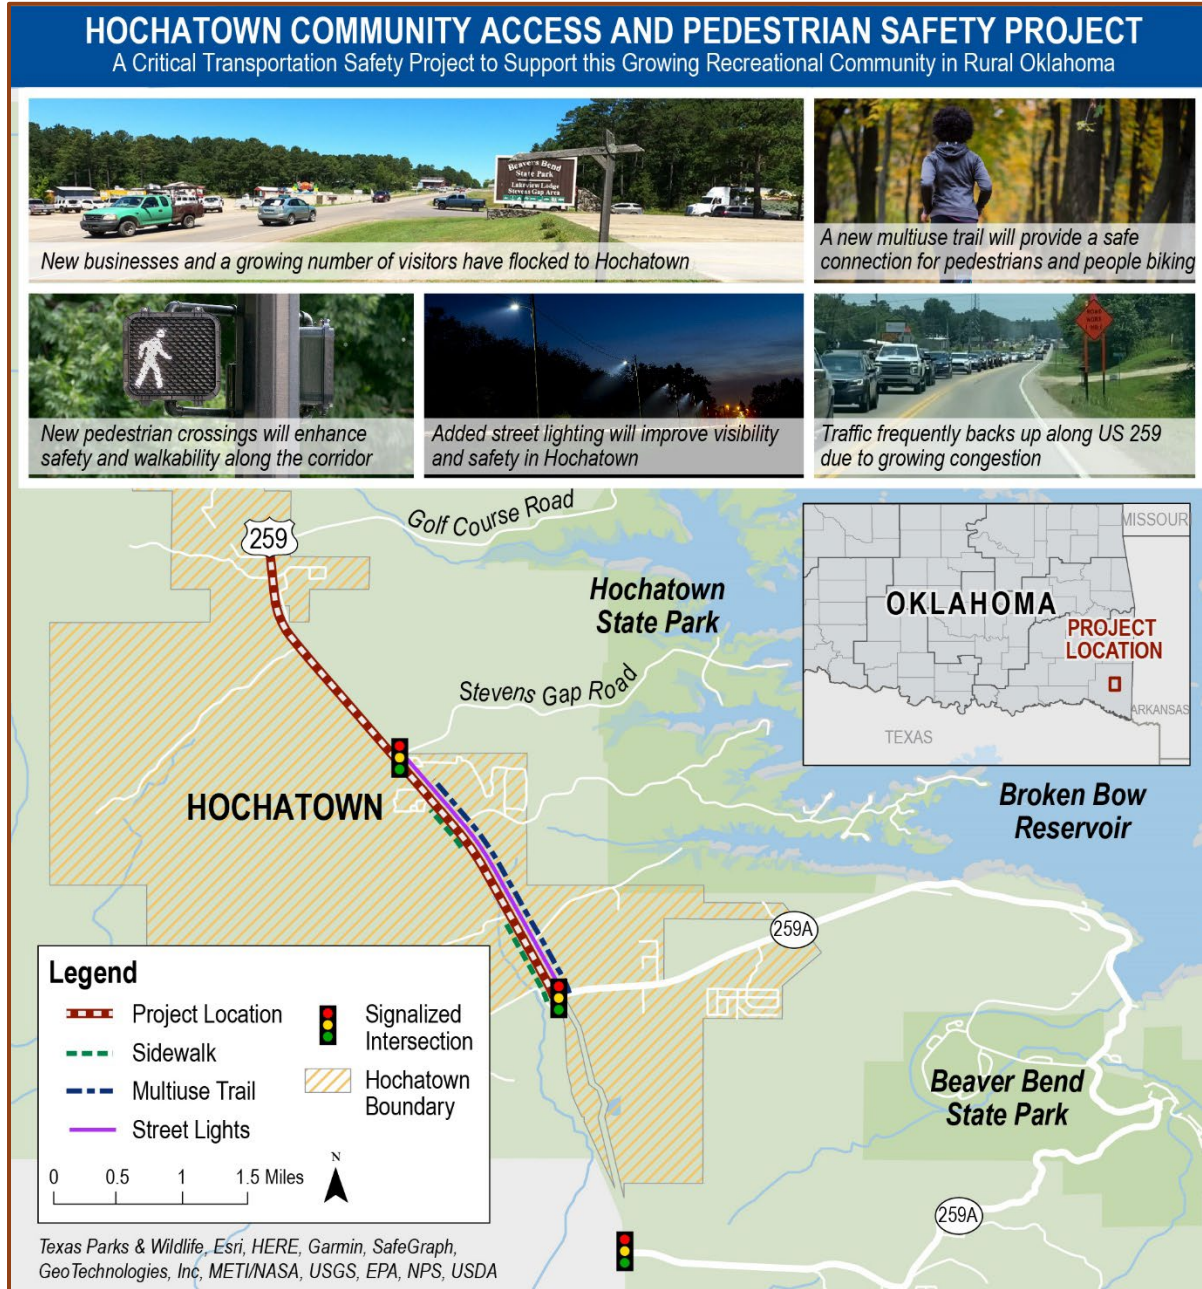 HOCHATOWN COMMUNITY ACCESS AND PEDESTRIAN SAFETY PROJECT
A Critical Transportation Safety Project to Support this Growing Recreational Community in Rural Oklahoma
Beavers Bend
State Park
Lakeview Lodge
Stevens Gap Area
New businesses and a growing number of visitors have flocked to Hochatown
A new multiuse trail will provide a safe
connection for pedestrians and people biking
New pedestrian crossings will enhance
safety and walkability along the corridor
Added street lighting will improve visibility
and safety in Hochatown
Traffic frequently backs up along US 259
due to growing congestion
259
Golf Course Road
Hochatown
State Park
Stevens Gap Road
HOCHATOWN
MISSOUR
OKLAHOMA
PROJECT
LOCATION
ARKANSAS
TEXAS
Broken Bow
Reservoir
259A
Beaver Bend
State Park
259A
Legend
Project Location
Sidewalk
Multiuse Trail
Street Lights
Signalized
Intersection
Hochatown
Boundary
0 0.5 1 1.5 Miles
N
Texas Parks & Wildlife, Esri, HERE, Garmin, SafeGraph,
GeoTechnologies, Inc, METI/NASA, USGS, EPA, NPS, USDA